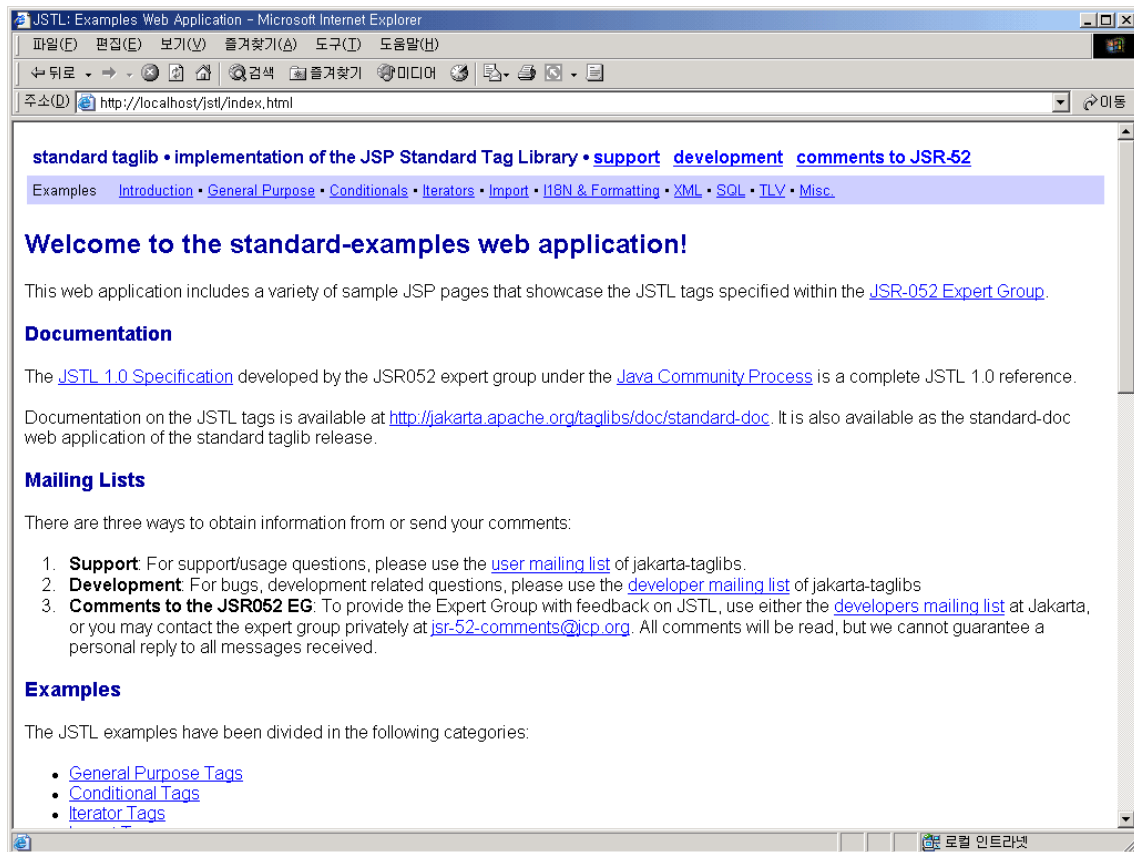 JSTL: Examples Web Application - Microsoft Internet Explorer
파일(F) 편집(E) 보기(V) 즐겨찾기(A) 도구(T) 도움말(H)
뒤로 검색 즐겨찾기 미디어
주소(D) http://localhost/jstl/index.html 이동
standard taglib • implementation of the JSP Standard Tag Library • support development comments to JSR-52
Examples Introduction • General Purpose • Conditionals • Iterators • Import • I18N & Formatting • XML • SQL • TLV • Misc.
Welcome to the standard-examples web application!
This web application includes a variety of sample JSP pages that showcase the JSTL tags specified within the JSR-052 Expert Group.
Documentation
The JSTL 1.0 Specification developed by the JSR052 expert group under the Java Community Process is a complete JSTL 1.0 reference.
Documentation on the JSTL tags is available at http://jakarta.apache.org/taglibs/doc/standard-doc. It is also available as the standard-doc
web application of the standard taglib release.
Mailing Lists
There are three ways to obtain information from or send your comments:
1. Support: For support/usage questions, please use the user mailing list of jakarta-taglibs.
2. Development: For bugs, development related questions, please use the developer mailing list of jakarta-taglibs
3. Comments to the JSR052 EG: To provide the Expert Group with feedback on JSTL, use either the developers mailing list at Jakarta,
or you may contact the expert group privately at jsr-52-comments@jcp.org. All comments will be read, but we cannot guarantee a
personal reply to all messages received.
Examples
The JSTL examples have been divided in the following categories:
• General Purpose Tags
• Conditional Tags
• Iterator Tags
로컬 인트라넷